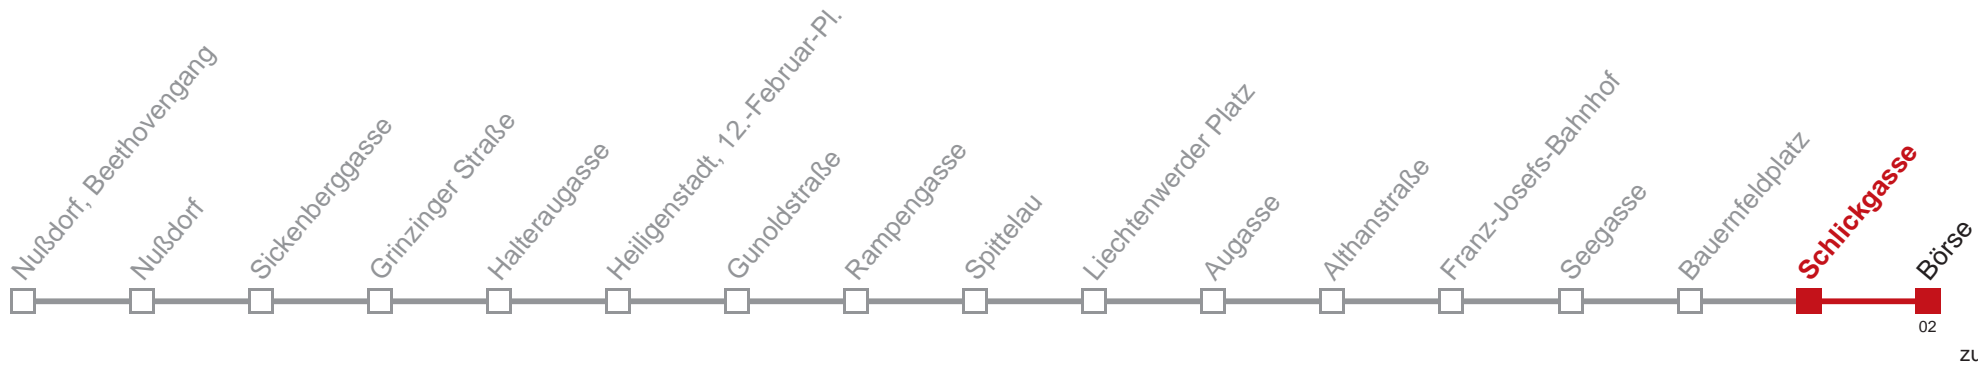 Nußdorf, Beethovengang
Nußdorf
Sickenberggasse
Grinzinger Straße
Halteraugasse
Heiligenstadt, 12.-Februar-Pl.
Gunoldstraße
Rampengasse
Spittelau
Liechtenwerder Platz
Augasse
Althanstraße
Franz-Josefs-Bahnhof
Seegasse
Bauernfeldplatz
Schlickgasse
Börse
02
zu